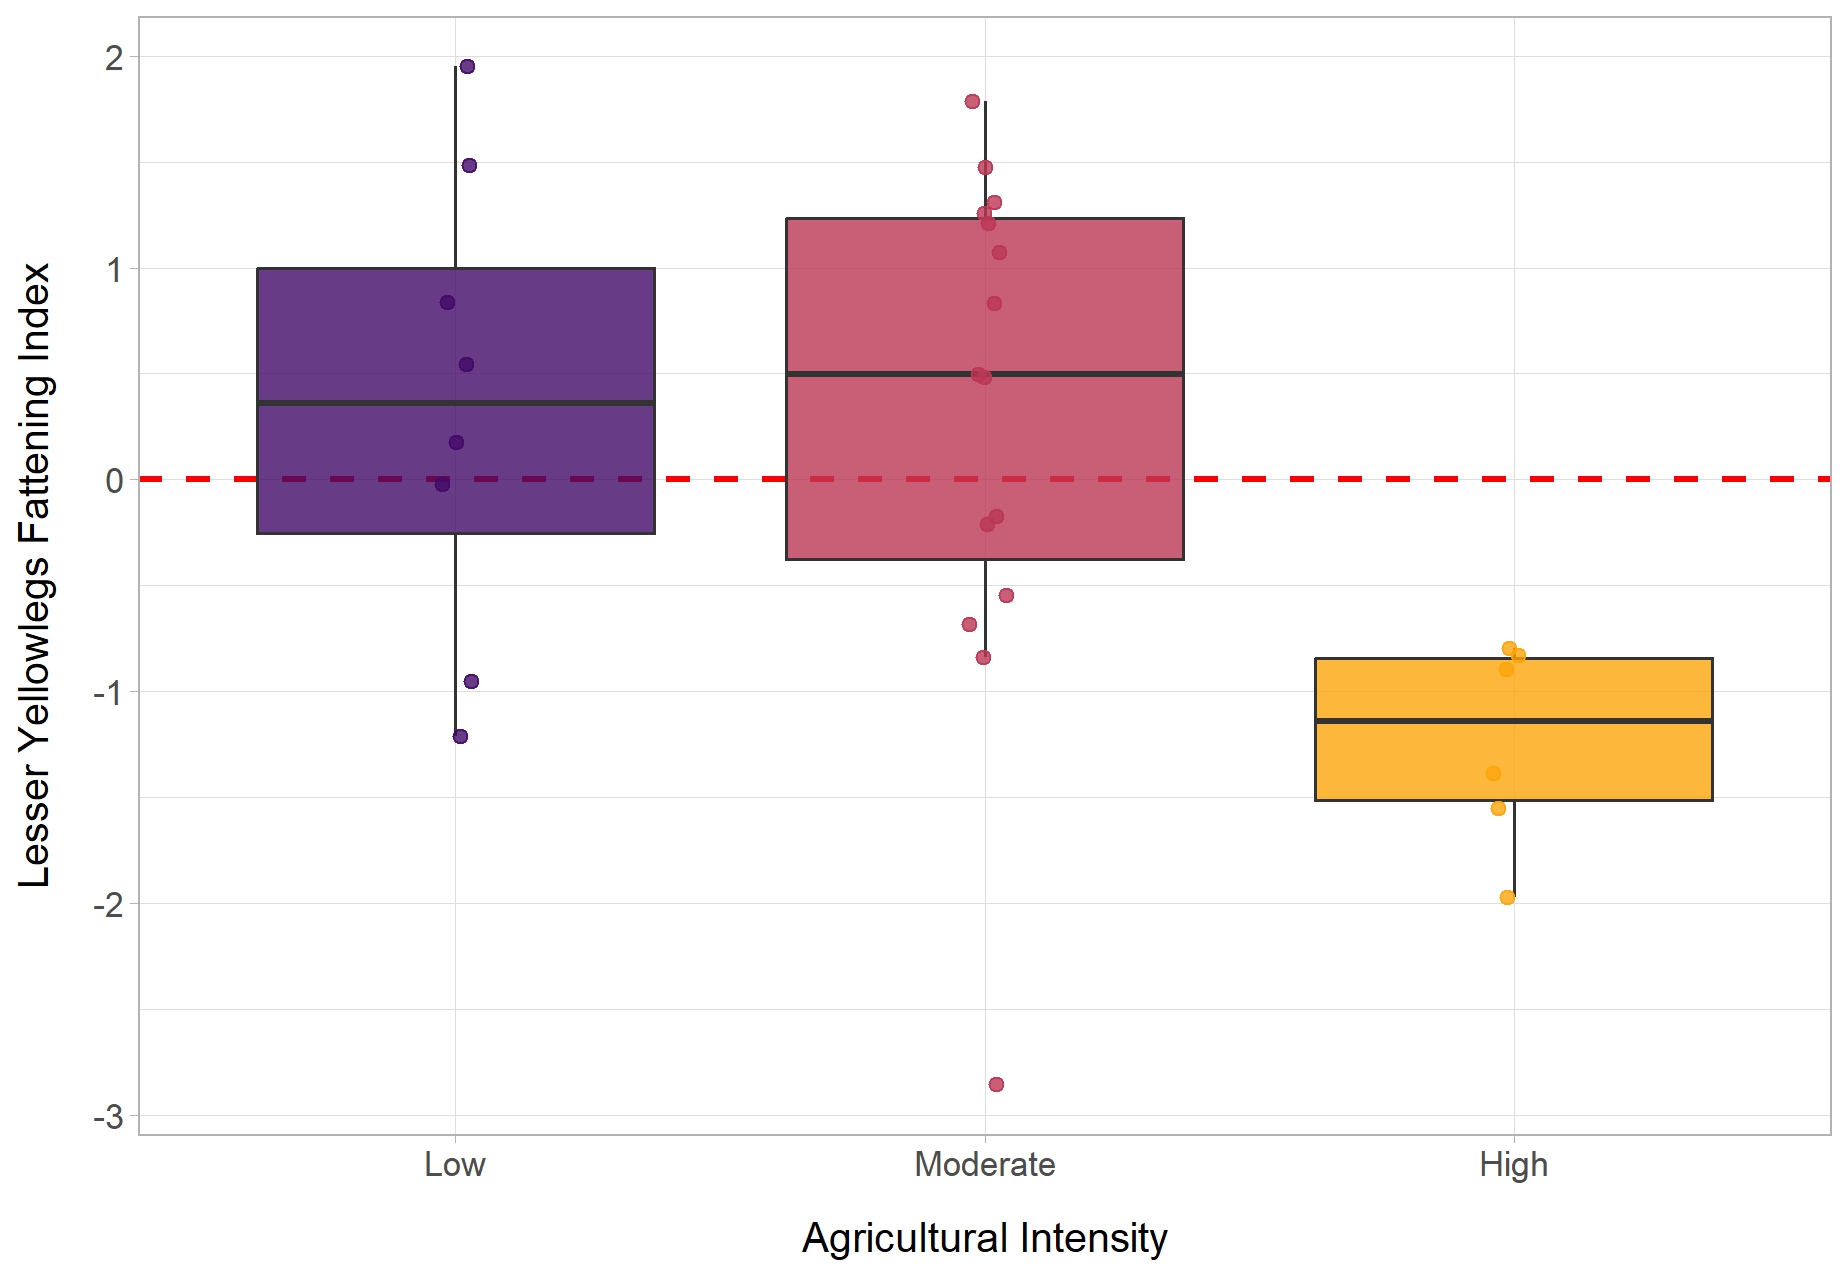 Lesser Yellowlegs Fattening Index
2
1
0
-1
-2
-3
Low
Moderate
High
Agricultural Intensity